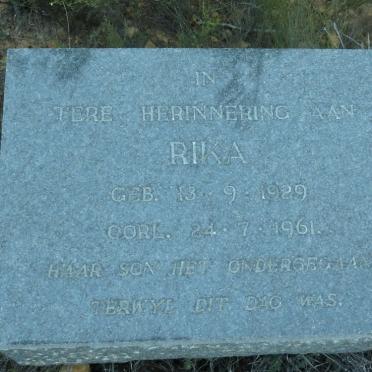 IN
TERE HERINNERING AAN
RIKA
GEB. 13·9·1929
OORL. 24·7·1961.
HAAR SON HET ONDERGEGAAN
TERWYL DIT DAG WAS.